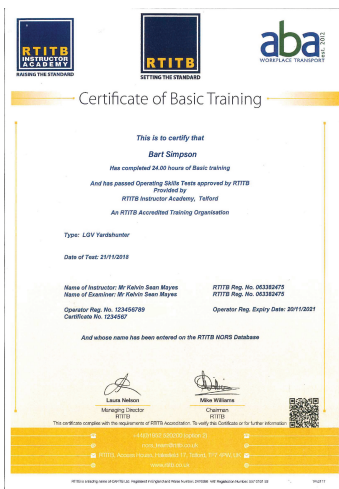 RTITB
INSTRUCTOR
ACADEMY
RAISING THE STANDARD
RTITB
SETTING THE STANDARD
aba
est. 2012
WORKPLACE TRANSPORT
Certificate of Basic Training
This is to certify that
Bart Simpson
Has completed 24.00 hours of Basic training
And has passed Operating Skills Tests approved by RTITB
Provided by
RTITB Instructor Academy, Telford
An RTITB Accredited Training Organisation
Type: LGV Yardshunter
Date of Test: 21/11/2018
Name of Instructor: Mr Kelvin Sean Mayes RTITB Reg. No. 063382475
Name of Examiner: Mr Kelvin Sean Mayes RTITB Reg. No. 063382475
Operator Reg. No. 123456789 Operator Reg. Expiry Date: 20/11/2021
Certificate No. 1234567
And whose name has been entered on the RTITB NORS Database
Laura Nelson Mike Williams
Managing Director Chairman
RTITB RTITB
This certificate complies with the requirements of RTITB Accreditation. To verify this Certificate or for further information